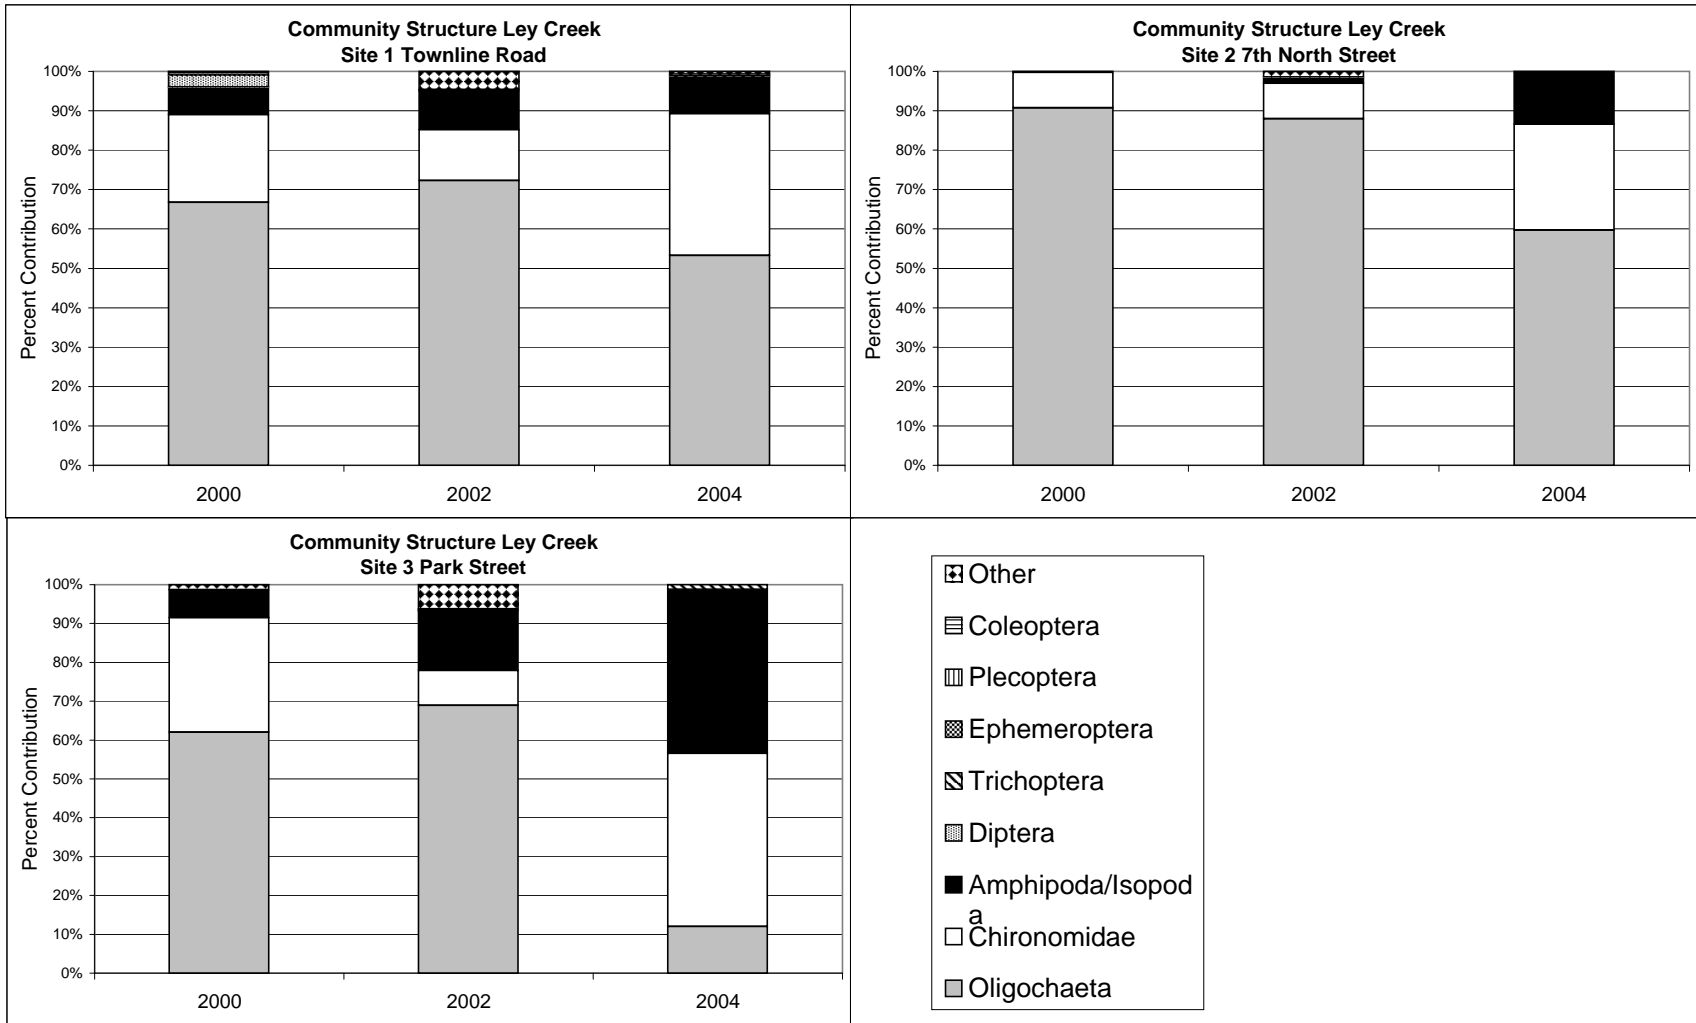 Community Structure Ley Creek
Site 1 Townline Road
Percent Contribution
100%
90%
80%
70%
60%
50%
40%
30%
20%
10%
0%
2000 2002 2004
Community Structure Ley Creek
Site 2 7th North Street
Percent Contribution
100%
90%
80%
70%
60%
50%
40%
30%
20%
10%
0%
2000 2002 2004
Community Structure Ley Creek
Site 3 Park Street
Percent Contribution
100%
90%
80%
70%
60%
50%
40%
30%
20%
10%
0%
2000 2002 2004
Other
Coleoptera
Plecoptera
Ephemeroptera
Trichoptera
Diptera
Amphipoda/Isopod
a
Chironomidae
Oligochaeta